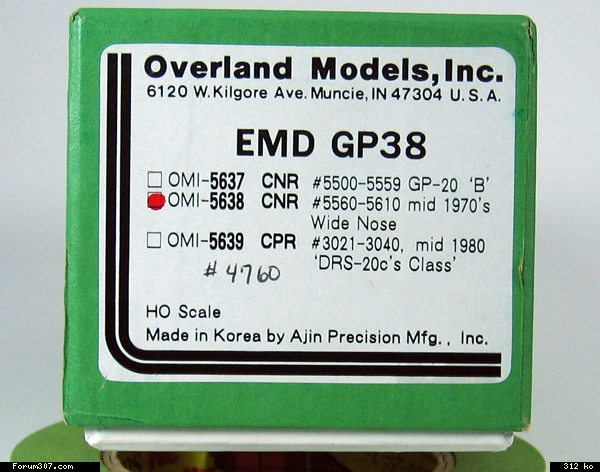 Overland Models, Inc.
6120 W. Kilgore Ave. Muncie, IN 47304 U. S. A.
EMD GP38
OMI-5637 CNR #5500-5559 GP-20 'B'
OMI-5638 CNR #5560-5610 mid 1970's
Wide Nose
OMI-5639 CPR #3021-3040, mid 1980
'DRS-20c's Class'
#4760
HO Scale
Made in Korea by Ajin Precision Mfg., Inc.
Forum307.com
312 ko